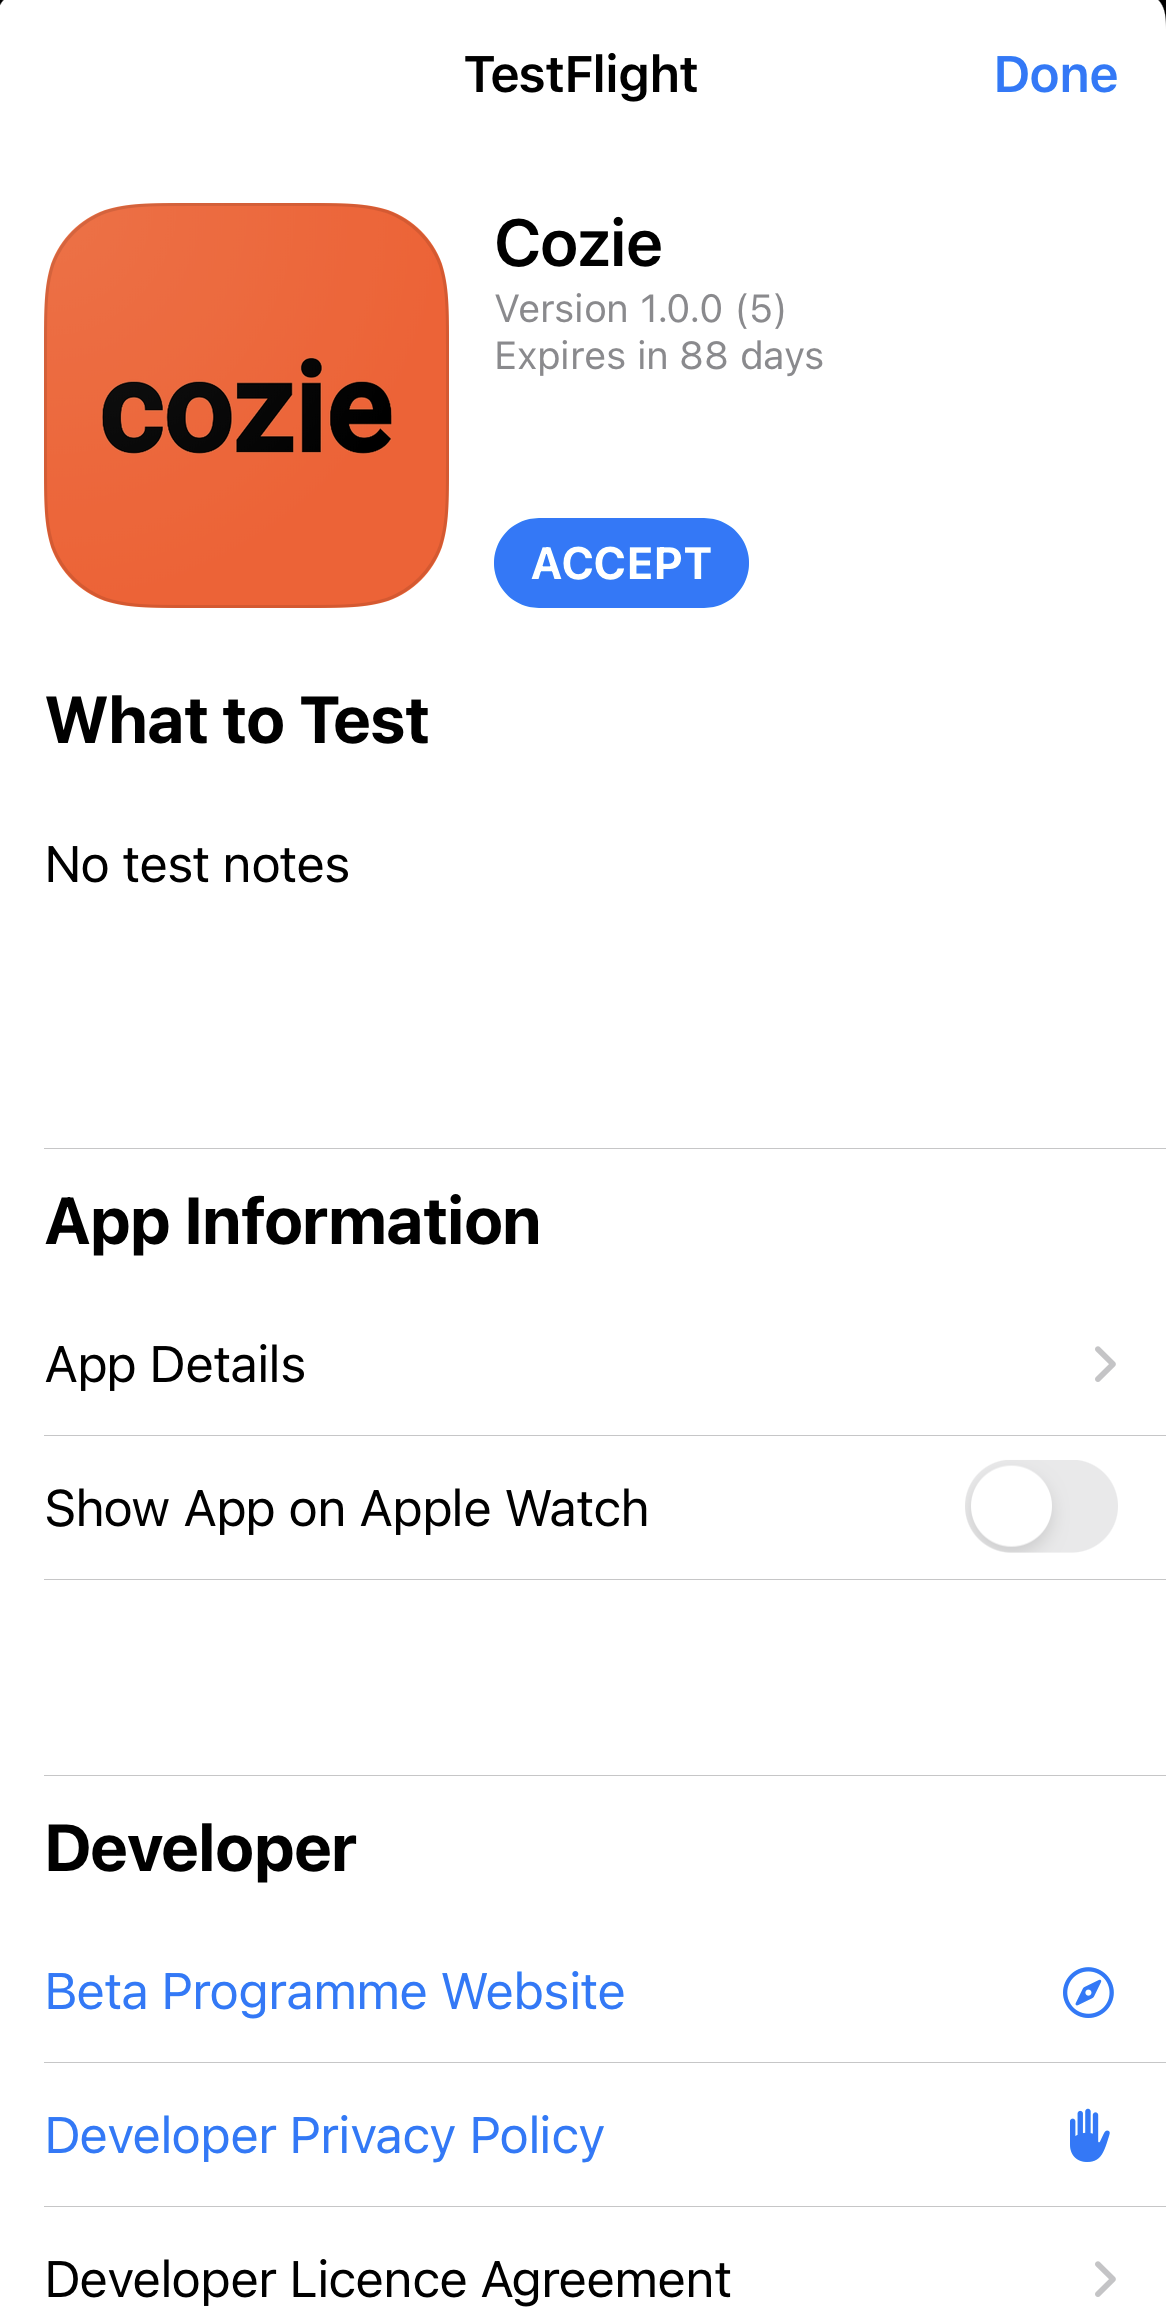 TestFlight
Done
cozie
Cozie
Version 1.0.0 (5)
Expires in 88 days
ACCEPT
What to Test
No test notes
App Information
App Details
Show App on Apple Watch
Developer
Beta Programme Website
Developer Privacy Policy
Developer Licence Agreement